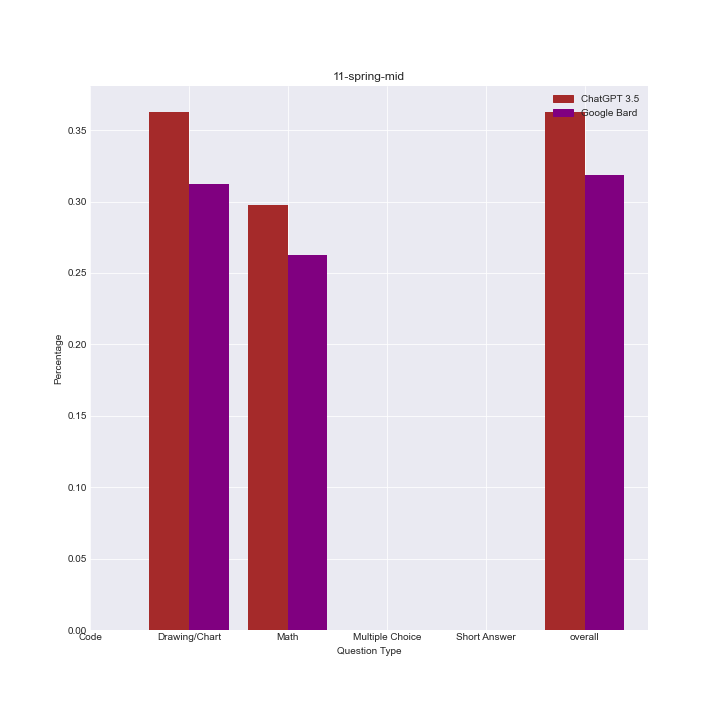 11-spring-mid
ChatGPT 3.5
Google Bard
0.35
0.30
0.25
0.20
0.15
0.10
0.05
0.00
Percentage
Code Drawing/Chart Math Multiple Choice Short Answer overall
Question Type